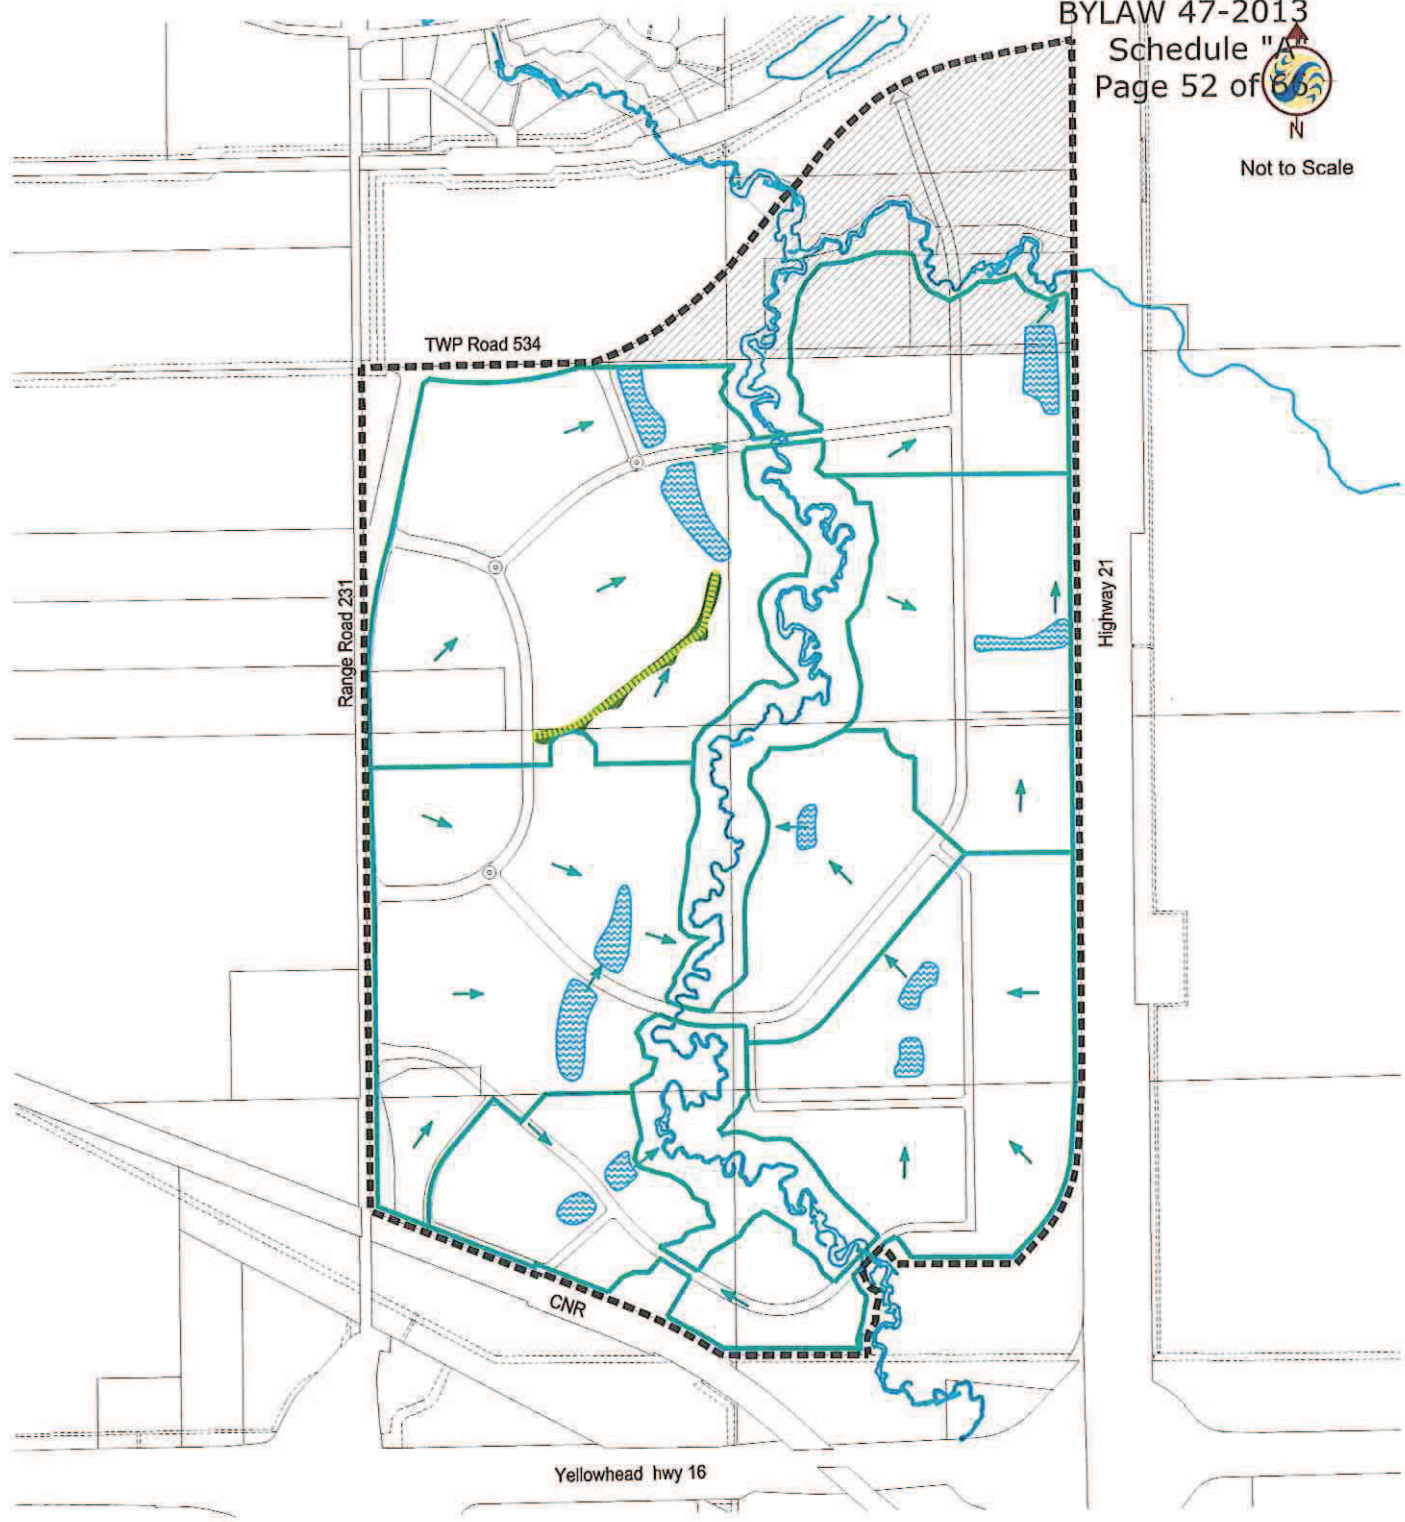 BYLAW 47-2013
Schedule "A"
Page 52 of 66
N
Not to Scale
TWP Road 534
Range Road 231
Highway 21
CNR
Yellowhead hwy 16